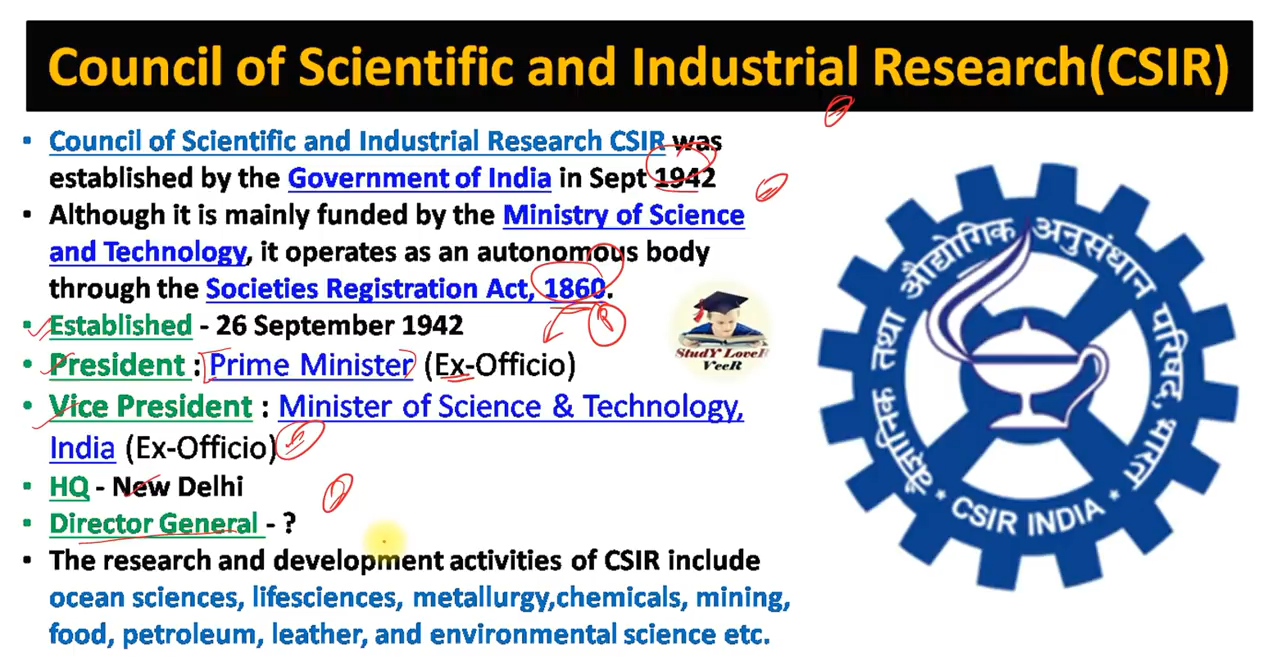 Council of Scientific and Industrial Research(CSIR)
• Council of Scientific and Industrial Research CSIR was
established by the Government of India in Sept 1942
• Although it is mainly funded by the Ministry of Science
and Technology, it operates as an autonomous body
through the Societies Registration Act, 1860.
• Established - 26 September 1942
• President : Prime Minister (Ex-Officio)
• Vice President : Minister of Science & Technology,
India (Ex-Officio)
• HQ - New Delhi
• Director General - ?
• The research and development activities of CSIR include
ocean sciences, lifesciences, metallurgy,chemicals, mining,
food, petroleum, leather, and environmental science etc.
StudY LoveR
VeeR
वैज्ञानिक तथा औद्योगिक अनुसंधान परिषद, भारत
* CSIR INDIA *